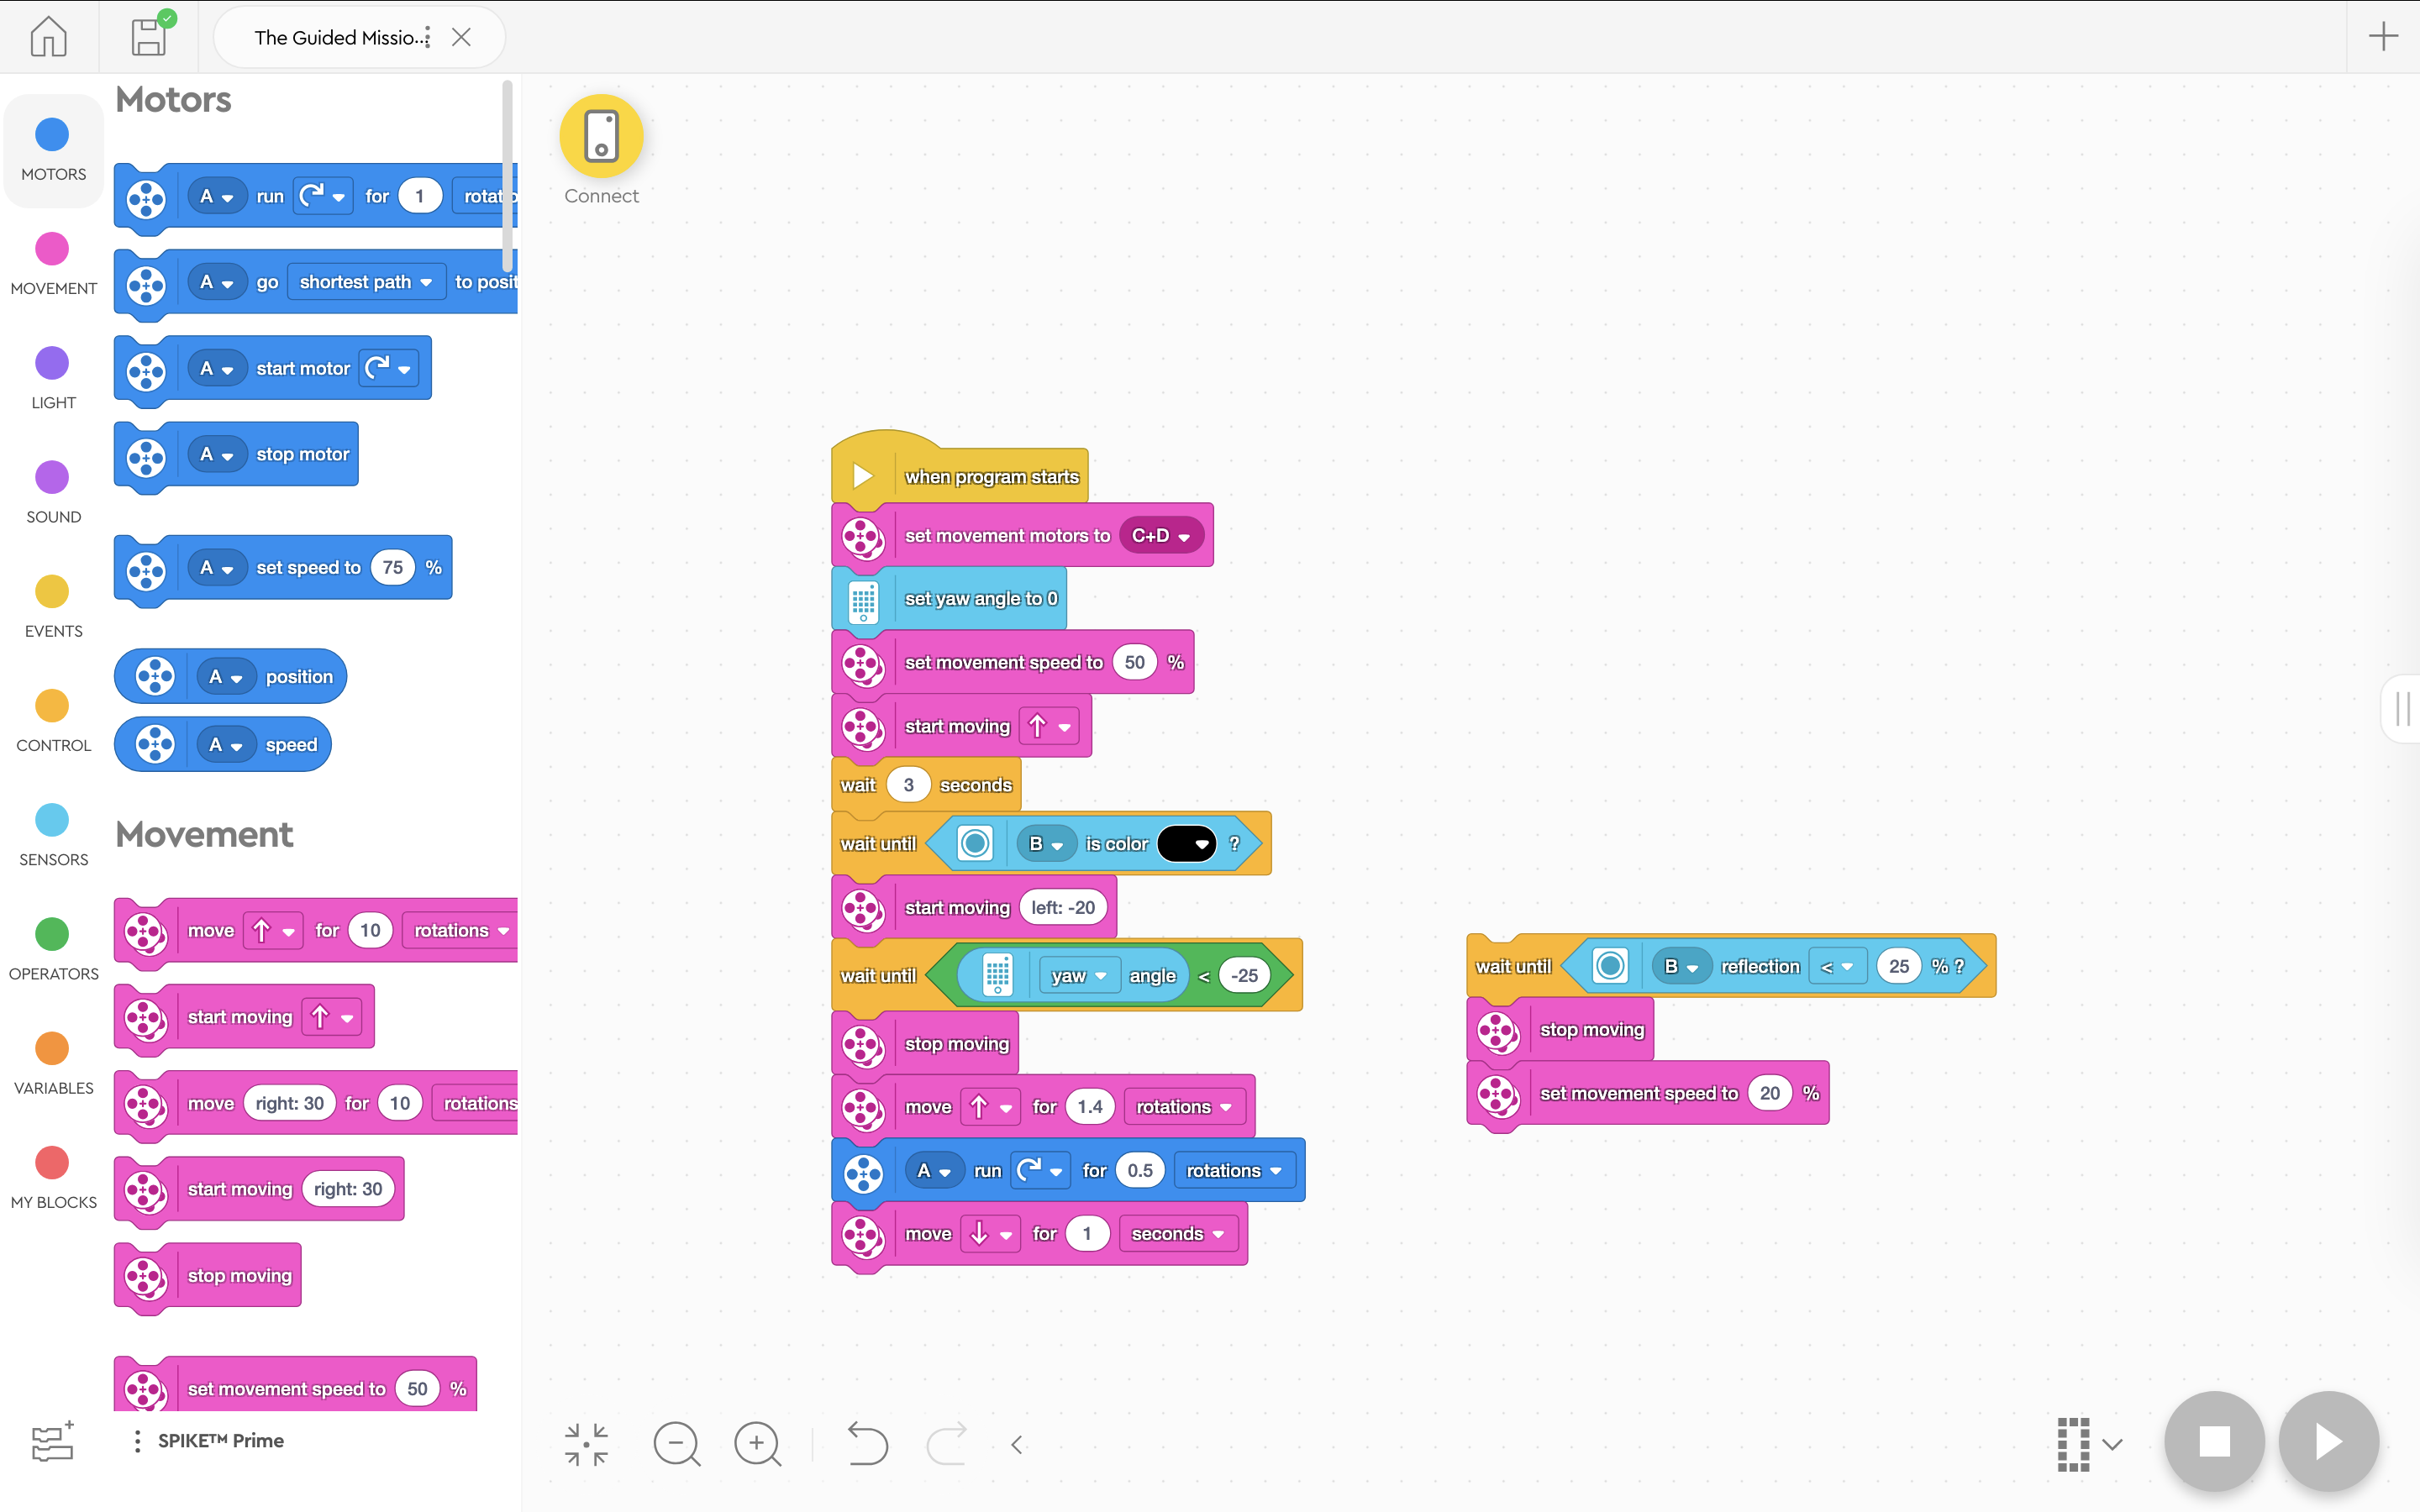 The Guided Missio...
Motors
MOTORS
MOVEMENT
LIGHT
SOUND
EVENTS
CONTROL
SENSORS
OPERATORS
VARIABLES
MY BLOCKS
A run for 1 rotatio
A go shortest path to posit
A start motor
A stop motor
A set speed to 75 %
A position
A speed
Movement
move for 10 rotations
start moving
move right: 30 for 10 rotations
start moving right: 30
stop moving
set movement speed to 50 %
SPIKE™ Prime
Connect
when program starts
set movement motors to C+D
set yaw angle to 0
set movement speed to 50 %
start moving
wait 3 seconds
wait until B is color ?
start moving left: -20
wait until yaw angle < -25
stop moving
move for 1.4 rotations
A run for 0.5 rotations
move for 1 seconds
wait until B reflection < 25 % ?
stop moving
set movement speed to 20 %